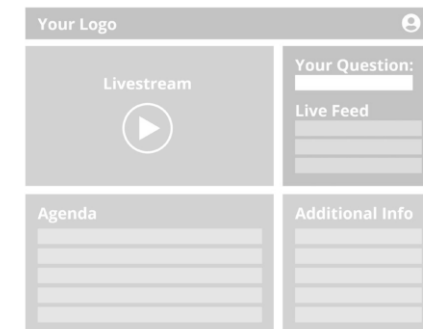 Your Logo
Livestream
Your Question:
Live Feed
Agenda
Additional Info